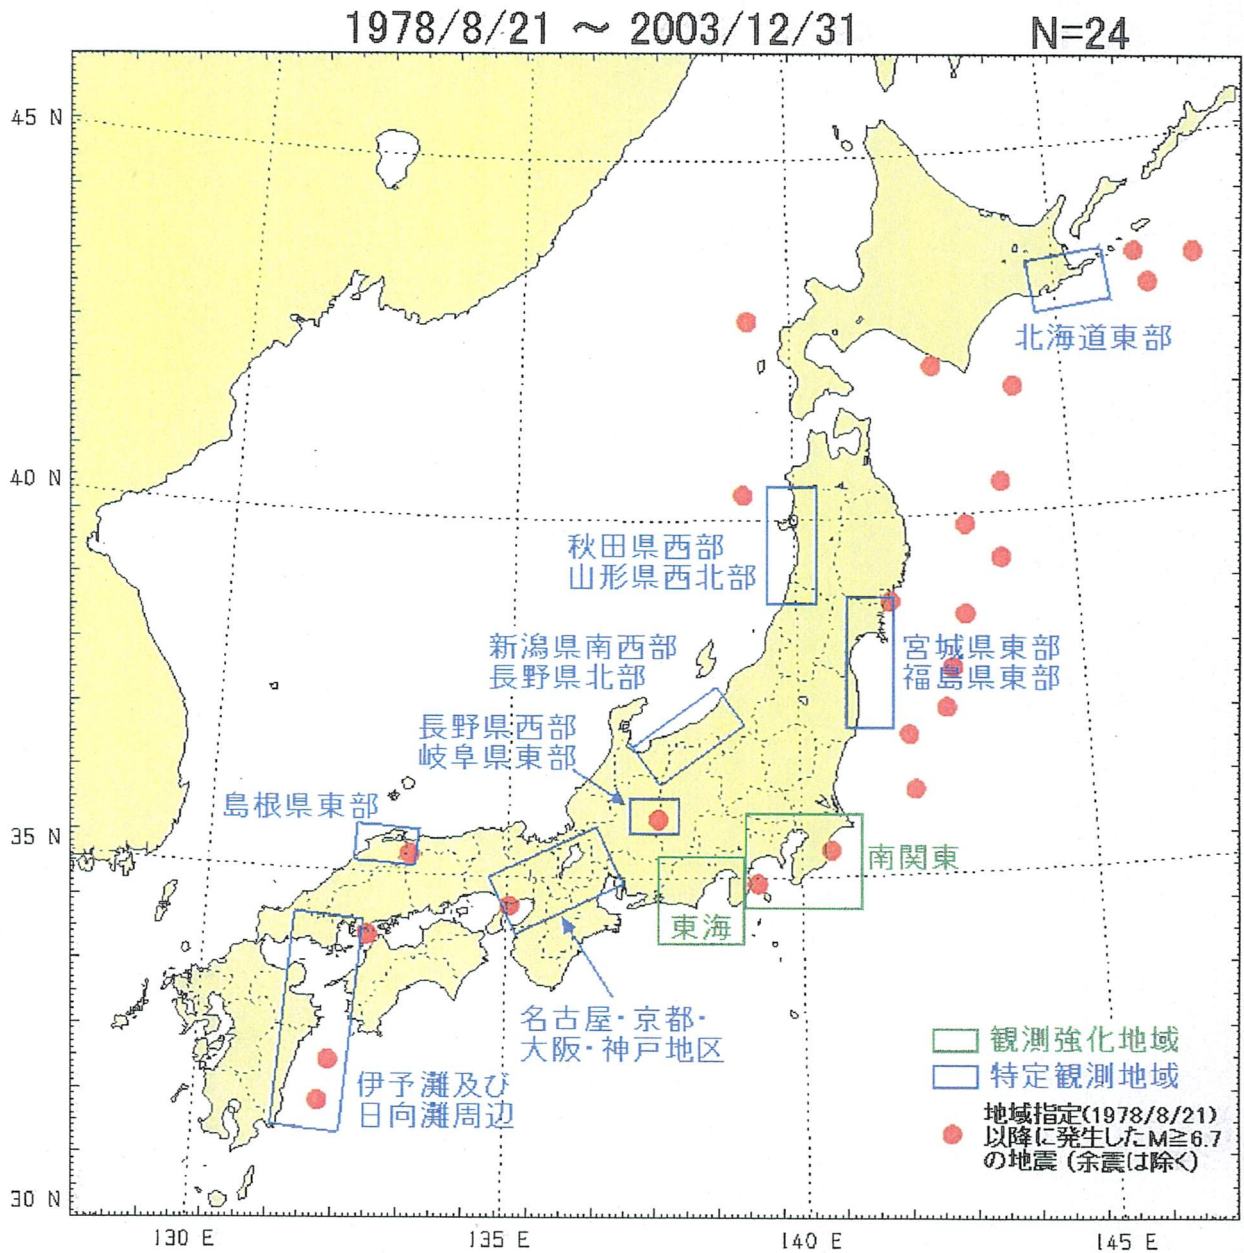 1978/8/21 ～ 2003/12/31 N=24
45 N
40 N
35 N
30 N
130 E
135 E
140 E
145 E
北海道東部
秋田県西部
山形県西北部
宮城県東部
福島県東部
新潟県南西部
長野県北部
長野県西部
岐阜県東部
島根県東部
南関東
東海
名古屋・京都・
大阪・神戸地区
伊予灘及び
日向灘周辺
観測強化地域
特定観測地域
地域指定(1978/8/21)
以降に発生したM≧6.7
の地震（余震は除く）